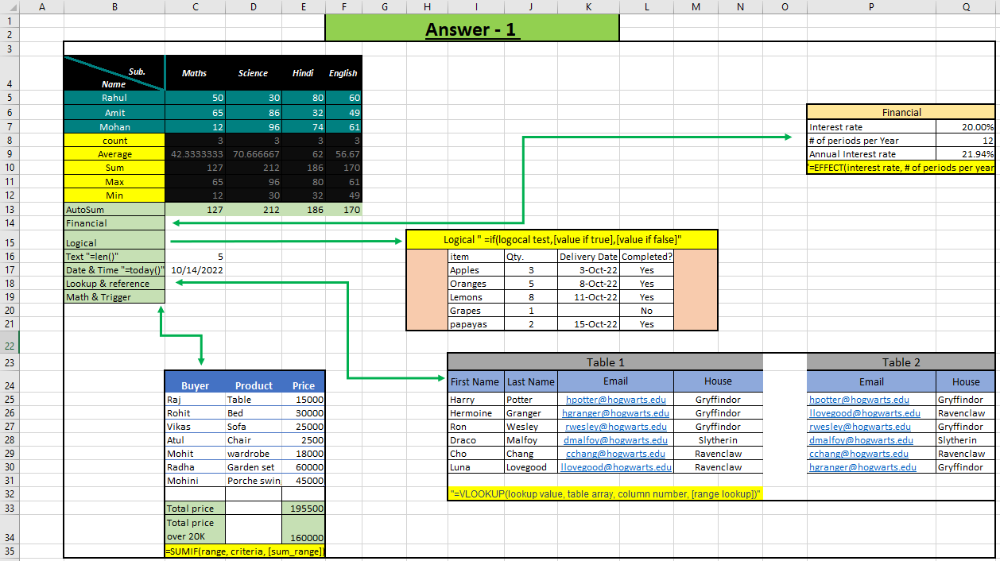 A B C D E F G H I J K L M N O P Q
1
2 Answer - 1
3
4 Sub. Name Maths Science Hindi English
5 Rahul 50 30 80 60
6 Amit 65 86 32 49 Financial
7 Mohan 12 96 74 61 Interest rate 20.00%
8 count 3 3 3 3 # of periods per Year 12
9 Average 42.3333333 70.666667 62 56.67 Annual Interest rate 21.94%
10 Sum 127 212 186 170 "=EFFECT(interest rate, # of periods per year
11 Max 65 96 80 61
12 Min 12 30 32 49
13 AutoSum 127 212 186 170
14 Financial
15 Logical Logical " =if(logocal test,[value if true],[value if false]"
16 Text "=len()" 5 item Qty. Delivery Date Completed?
17 Date & Time "=today()" 10/14/2022 Apples 3 3-Oct-22 Yes
18 Lookup & reference Oranges 5 8-Oct-22 Yes
19 Math & Trigger Lemons 8 11-Oct-22 Yes
20 Grapes 1 No
21 papayas 2 15-Oct-22 Yes
22
23 Table 1 Table 2
24 Buyer Product Price First Name Last Name Email House Email House
25 Raj Table 15000 Harry Potter hpotter@hogwarts.edu Gryffindor hpotter@hogwarts.edu Gryffindor
26 Rohit Bed 30000 Hermoine Granger hgranger@hogwarts.edu Gryffindor llovegood@hogwarts.edu Ravenclaw
27 Vikas Sofa 25000 Ron Wesley rwesley@hogwarts.edu Gryffindor rwesley@hogwarts.edu Gryffindor
28 Atul Chair 2500 Draco Malfoy dmalfoy@hogwarts.edu Slytherin dmalfoy@hogwarts.edu Slytherin
29 Mohit wardrobe 18000 Cho Chang cchang@hogwarts.edu Ravenclaw cchang@hogwarts.edu Ravenclaw
30 Radha Garden set 60000 Luna Lovegood llovegood@hogwarts.edu Ravenclaw hgranger@hogwarts.edu Gryffindor
31 Mohini Porche swin 45000
32 "=VLOOKUP(lookup value, table array, column number, [range lookup])"
33 Total price 195500
Total price
34 over 20K 160000
35 =SUMIF(range, criteria, [sum_range])